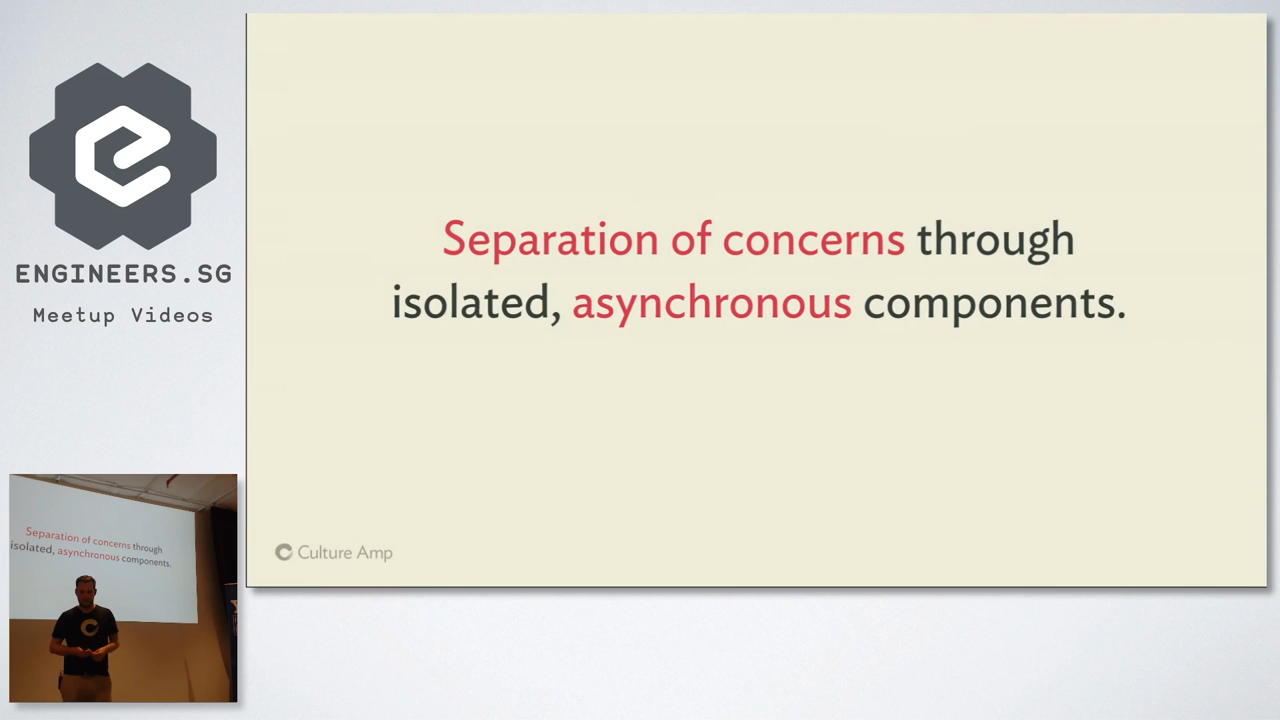 ENGINEERS.SG
Meetup Videos
Separation of concerns through
isolated, asynchronous components.
Culture Amp
Separation of concerns through
isolated, asynchronous components.